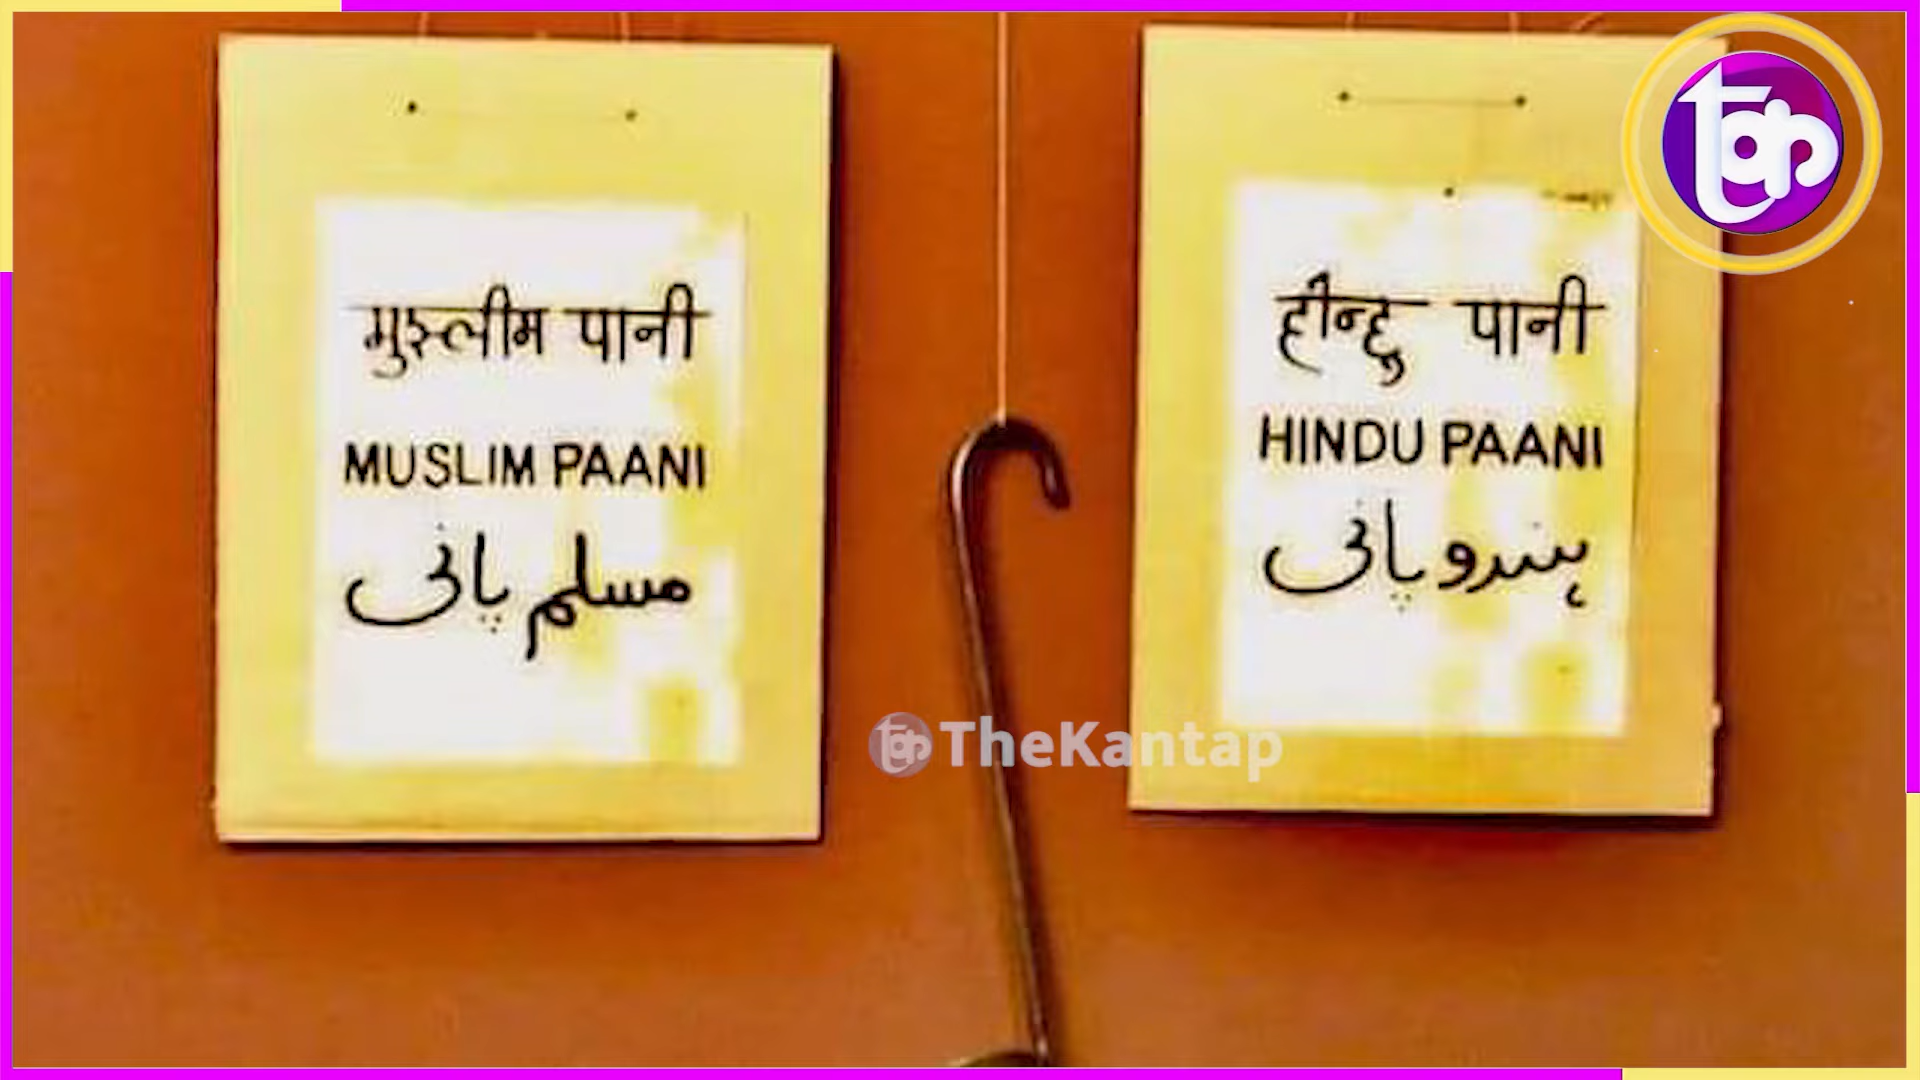 मुस्लीम पानी
MUSLIM PAANI
مسلم پانی
हीन्दु पानी
HINDU PAANI
ہندو پانی
TheKantap